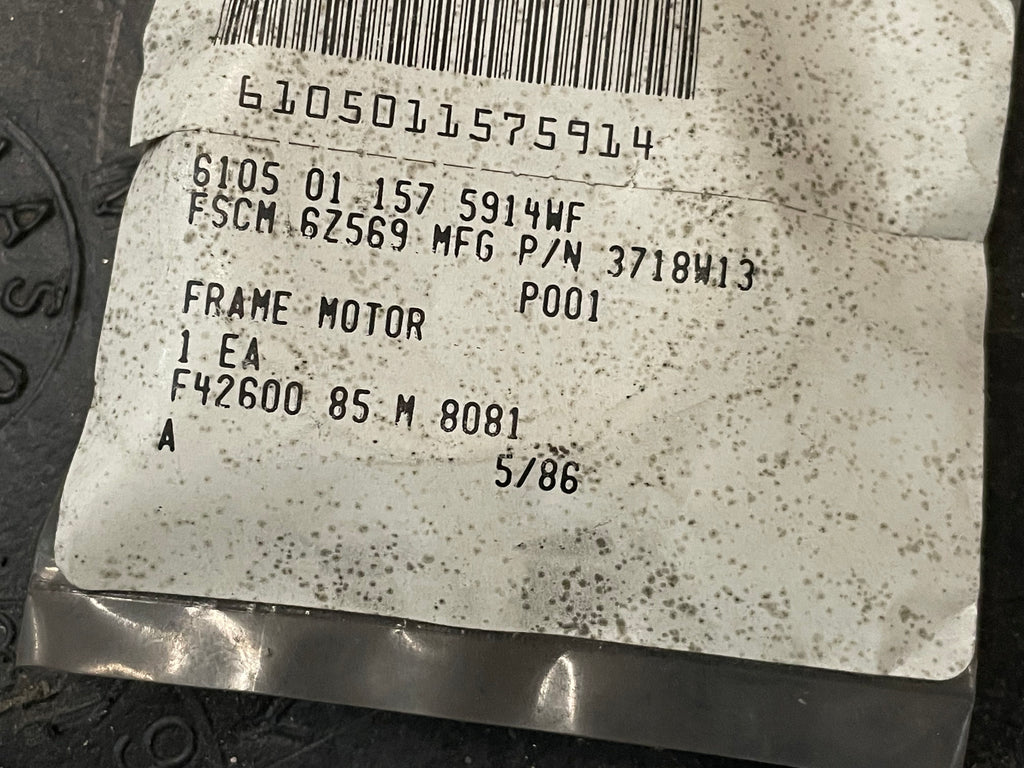 6105011575914
6105 01 157 5914WF
FSCM 6Z569 MFG P/N 3718W13
P001
FRAME MOTOR
1 EA
F42600 85 M 8081
A
5/86